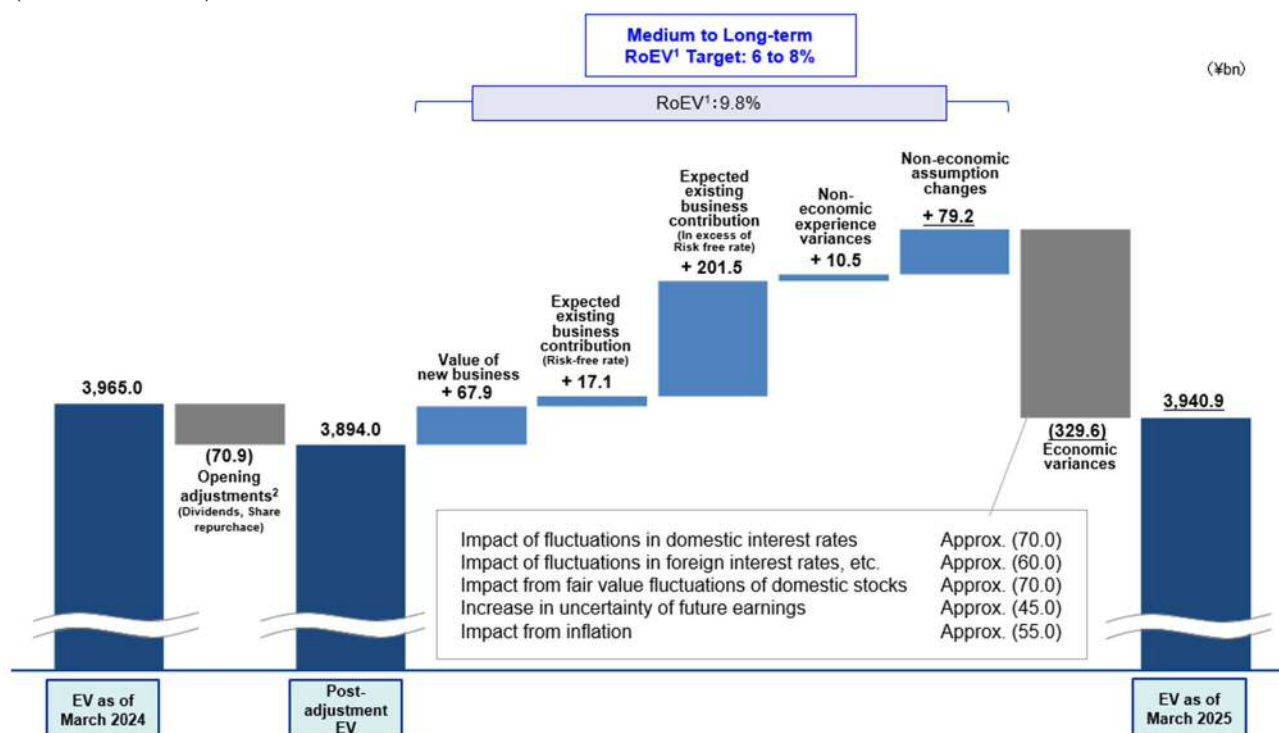 Medium to Long-term
RoEV¹ Target: 6 to 8%
(¥bn)
RoEV¹:9.8%
3,965.0
(70.9)
Opening
adjustments²
(Dividends, Share
repurchace)
3,894.0
Value of
new business
+ 67.9
Expected
existing
business
contribution
(Risk-free rate)
+ 17.1
Expected
existing
business
contribution
(In excess of
Risk free rate)
+ 201.5
Non-
economic
experience
variances
+ 10.5
Non-economic
assumption
changes
+ 79.2
(329.6)
Economic
variances
3,940.9
Impact of fluctuations in domestic interest rates Approx. (70.0)
Impact of fluctuations in foreign interest rates, etc. Approx. (60.0)
Impact from fair value fluctuations of domestic stocks Approx. (70.0)
Increase in uncertainty of future earnings Approx. (45.0)
Impact from inflation Approx. (55.0)
EV as of
March 2024
Post-
adjustment
EV
EV as of
March 2025